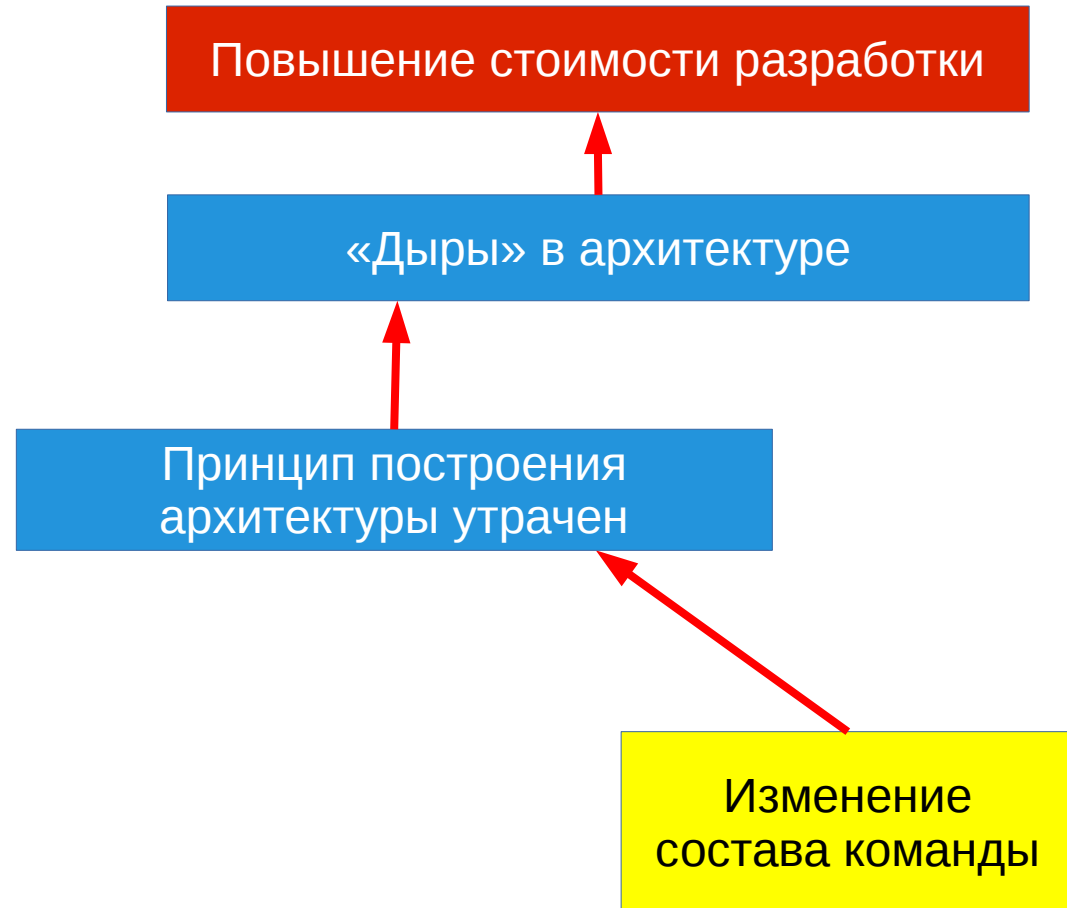 Повышение стоимости разработки
«Дыры» в архитектуре
Принцип построения
архитектуры утрачен
Изменение
состава команды